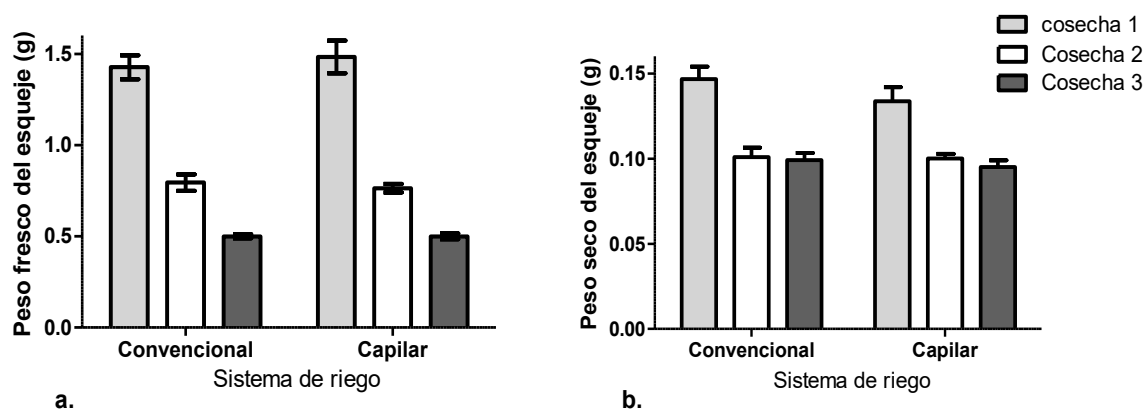 Peso fresco del esqueje (g)
1.5
1.0
0.5
0.0
Convencional
Capilar
Sistema de riego
a.
Peso seco del esqueje (g)
0.15
0.10
0.05
0.00
Convencional
Capilar
Sistema de riego
b.
cosecha 1
Cosecha 2
Cosecha 3